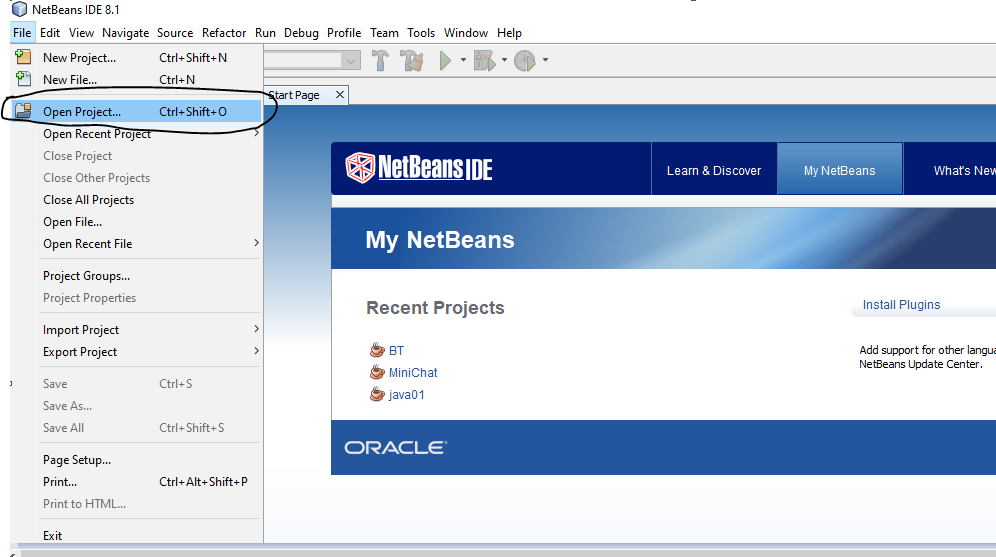 NetBeans IDE 8.1
File Edit View Navigate Source Refactor Run Debug Profile Team Tools Window Help
New Project... Ctrl+Shift+N
New File... Ctrl+N
Open Project... Ctrl+Shift+O
Open Recent Project
Close Project
Close Other Projects
Close All Projects
Open File...
Open Recent File
Project Groups...
Project Properties
Import Project
Export Project
Save Ctrl+S
Save As...
Save All Ctrl+Shift+S
Page Setup...
Print... Ctrl+Alt+Shift+P
Print to HTML...
Exit
Start Page
NetBeans IDE
Learn & Discover My NetBeans What's New
My NetBeans
Recent Projects
BT
MiniChat
java01
Install Plugins
Add support for other langua
NetBeans Update Center.
ORACLE